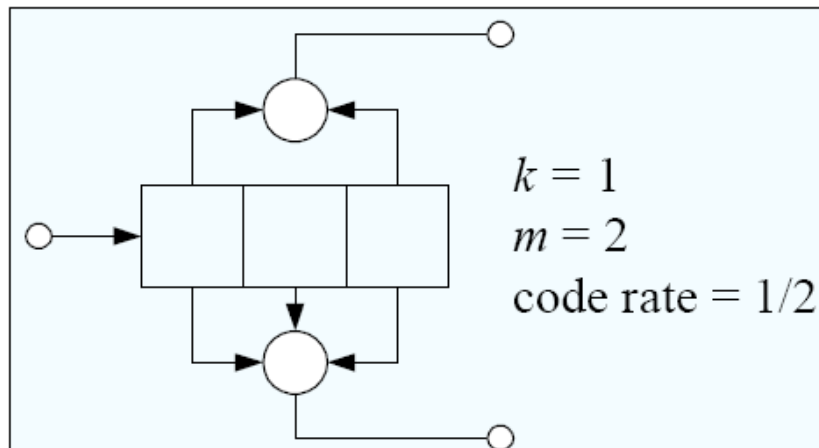 k = 1
m = 2
code rate = 1/2